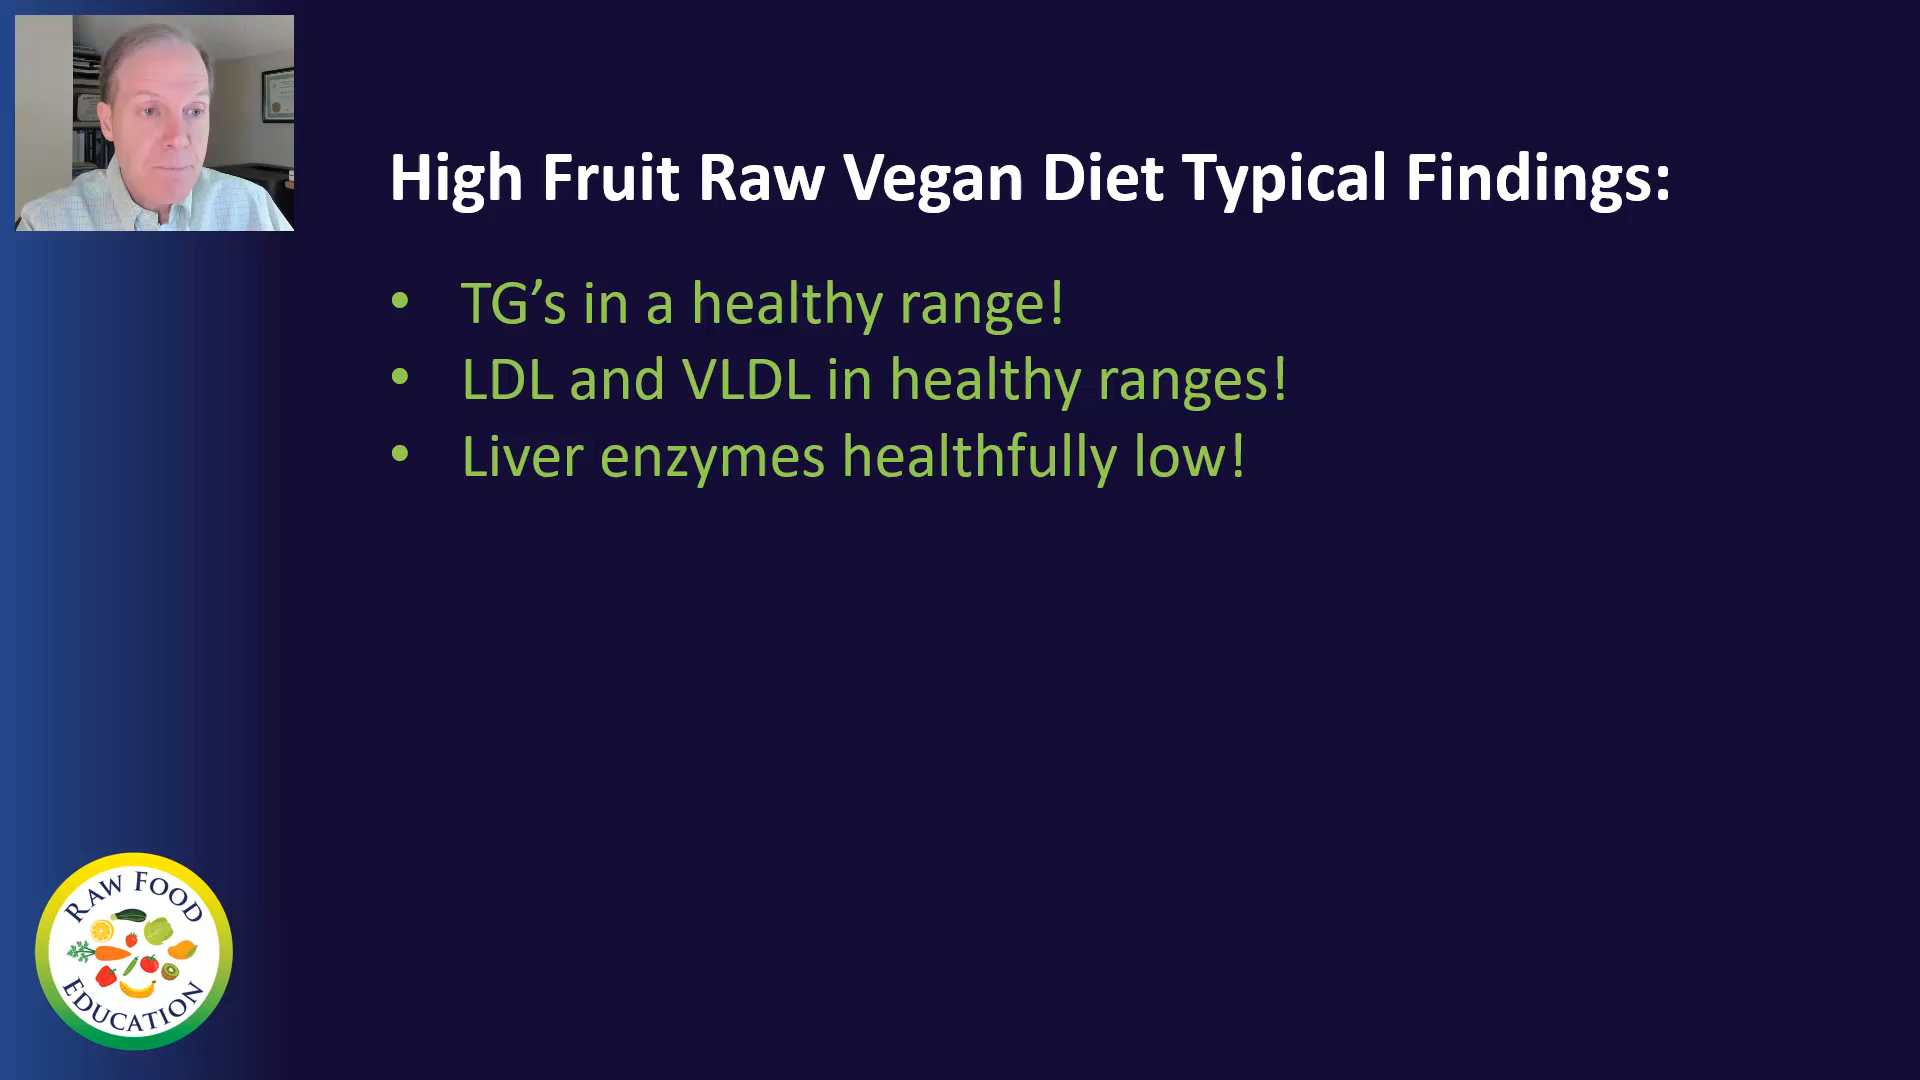 High Fruit Raw Vegan Diet Typical Findings:
• TG’s in a healthy range!
• LDL and VLDL in healthy ranges!
• Liver enzymes healthfully low!
RAW FOOD
EDUCATION